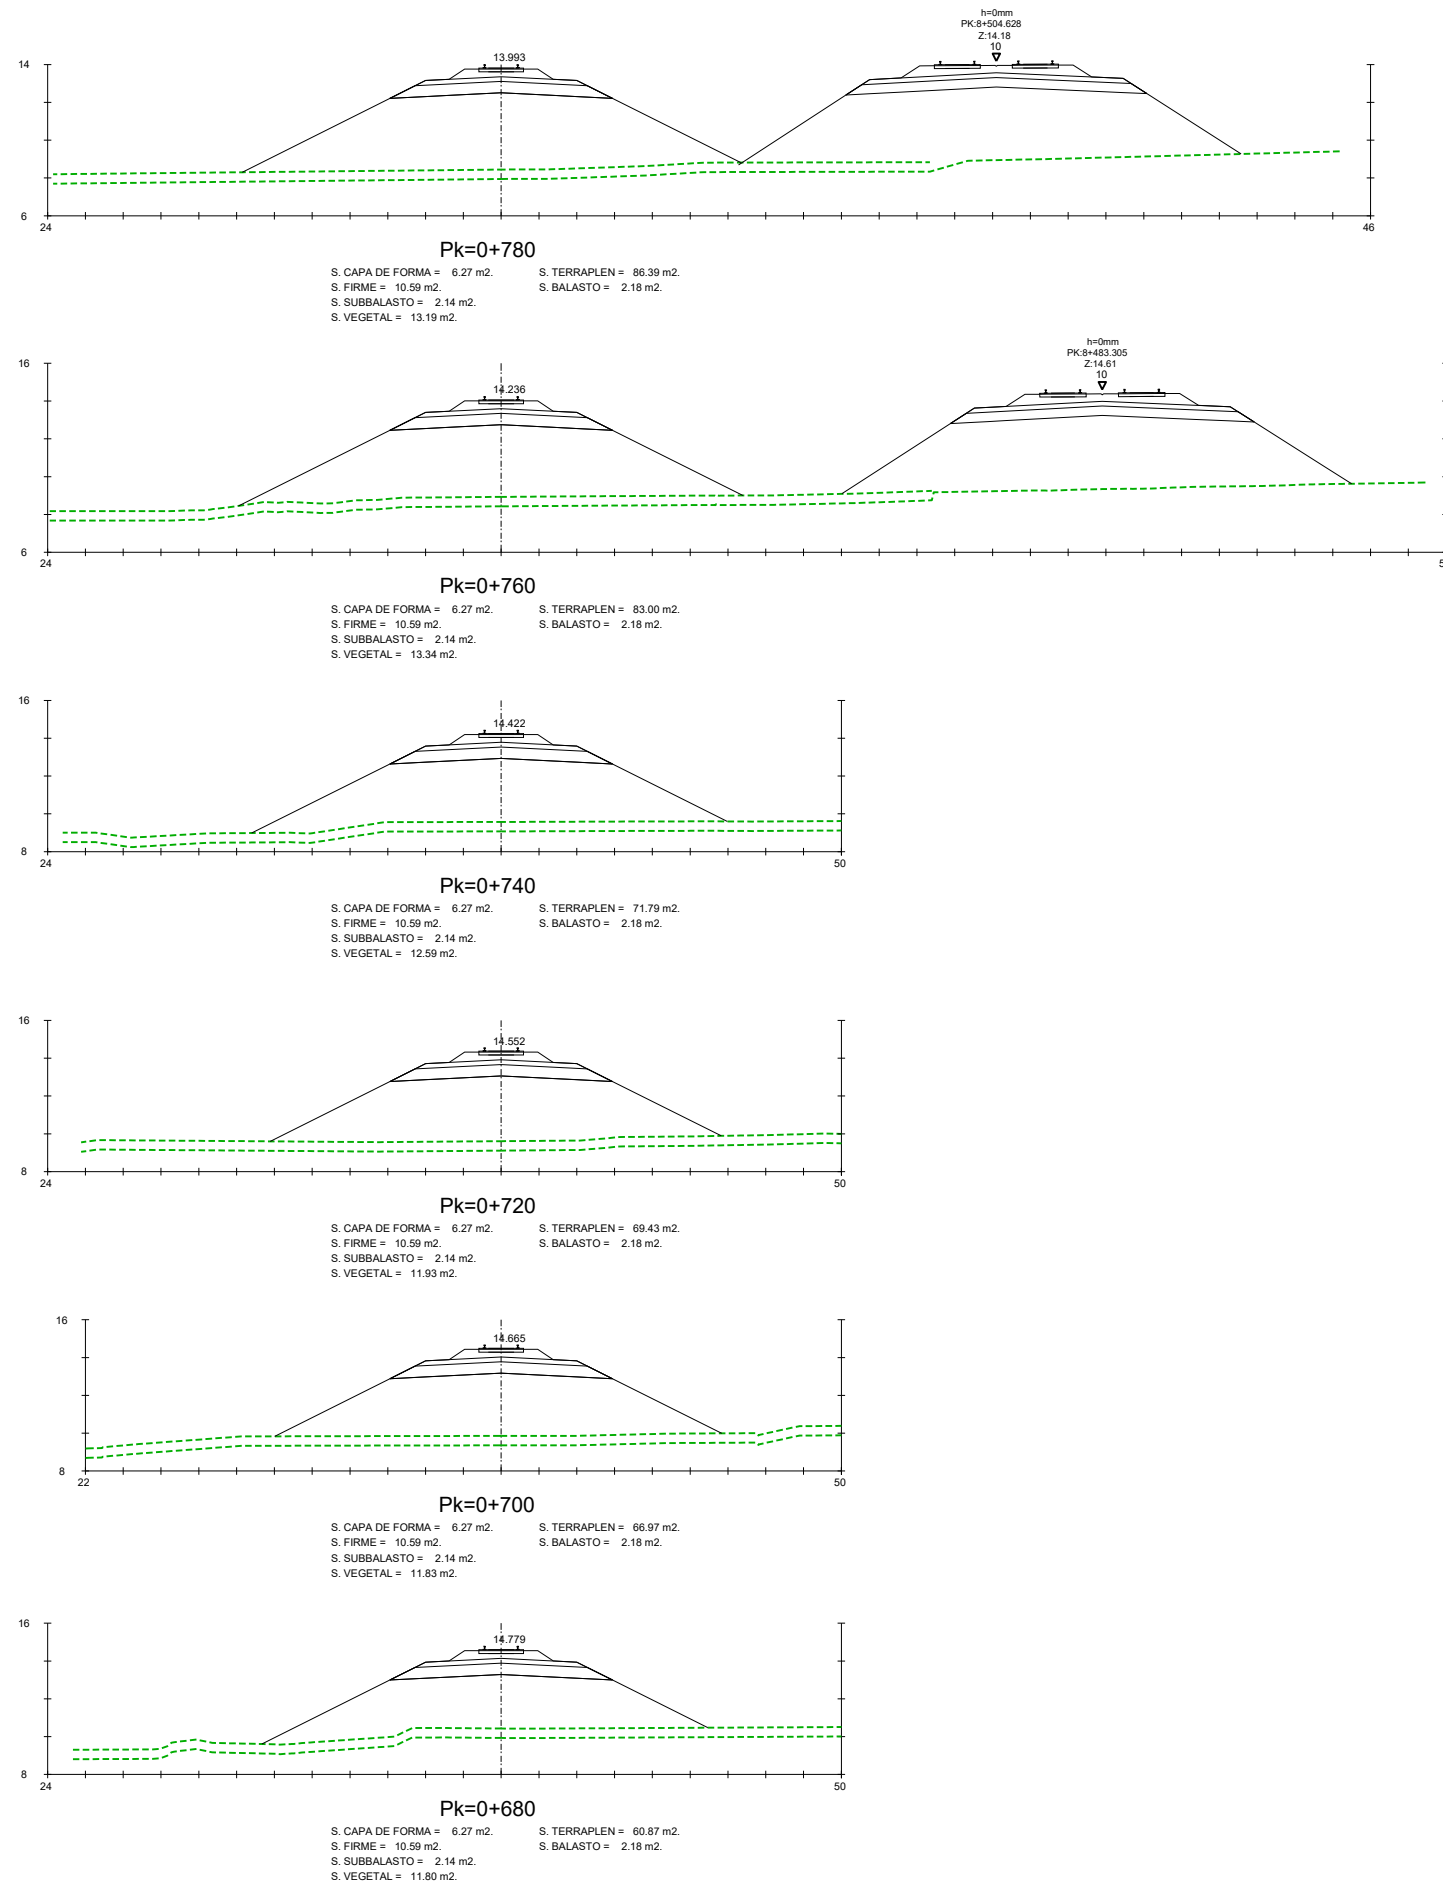 h=0mm
PK:8+504.628
Z:14.18
10
13.993
14
6
24
46
Pk=0+780
S. CAPA DE FORMA = 6.27 m2. S. TERRAPLEN = 86.39 m2.
S. FIRME = 10.59 m2. S. BALASTO = 2.18 m2.
S. SUBBALASTO = 2.14 m2.
S. VEGETAL = 13.19 m2.
h=0mm
PK:8+483.305
Z:14.61
10
14.236
16
6
24
Pk=0+760
S. CAPA DE FORMA = 6.27 m2. S. TERRAPLEN = 83.00 m2.
S. FIRME = 10.59 m2. S. BALASTO = 2.18 m2.
S. SUBBALASTO = 2.14 m2.
S. VEGETAL = 13.34 m2.
16
14.422
8
24
50
Pk=0+740
S. CAPA DE FORMA = 6.27 m2. S. TERRAPLEN = 71.79 m2.
S. FIRME = 10.59 m2. S. BALASTO = 2.18 m2.
S. SUBBALASTO = 2.14 m2.
S. VEGETAL = 12.59 m2.
16
14.552
8
24
50
Pk=0+720
S. CAPA DE FORMA = 6.27 m2. S. TERRAPLEN = 69.43 m2.
S. FIRME = 10.59 m2. S. BALASTO = 2.18 m2.
S. SUBBALASTO = 2.14 m2.
S. VEGETAL = 11.93 m2.
16
14.665
8
22
50
Pk=0+700
S. CAPA DE FORMA = 6.27 m2. S. TERRAPLEN = 66.97 m2.
S. FIRME = 10.59 m2. S. BALASTO = 2.18 m2.
S. SUBBALASTO = 2.14 m2.
S. VEGETAL = 11.83 m2.
16
14.779
8
24
50
Pk=0+680
S. CAPA DE FORMA = 6.27 m2. S. TERRAPLEN = 60.87 m2.
S. FIRME = 10.59 m2. S. BALASTO = 2.18 m2.
S. SUBBALASTO = 2.14 m2.
S. VEGETAL = 11.80 m2.